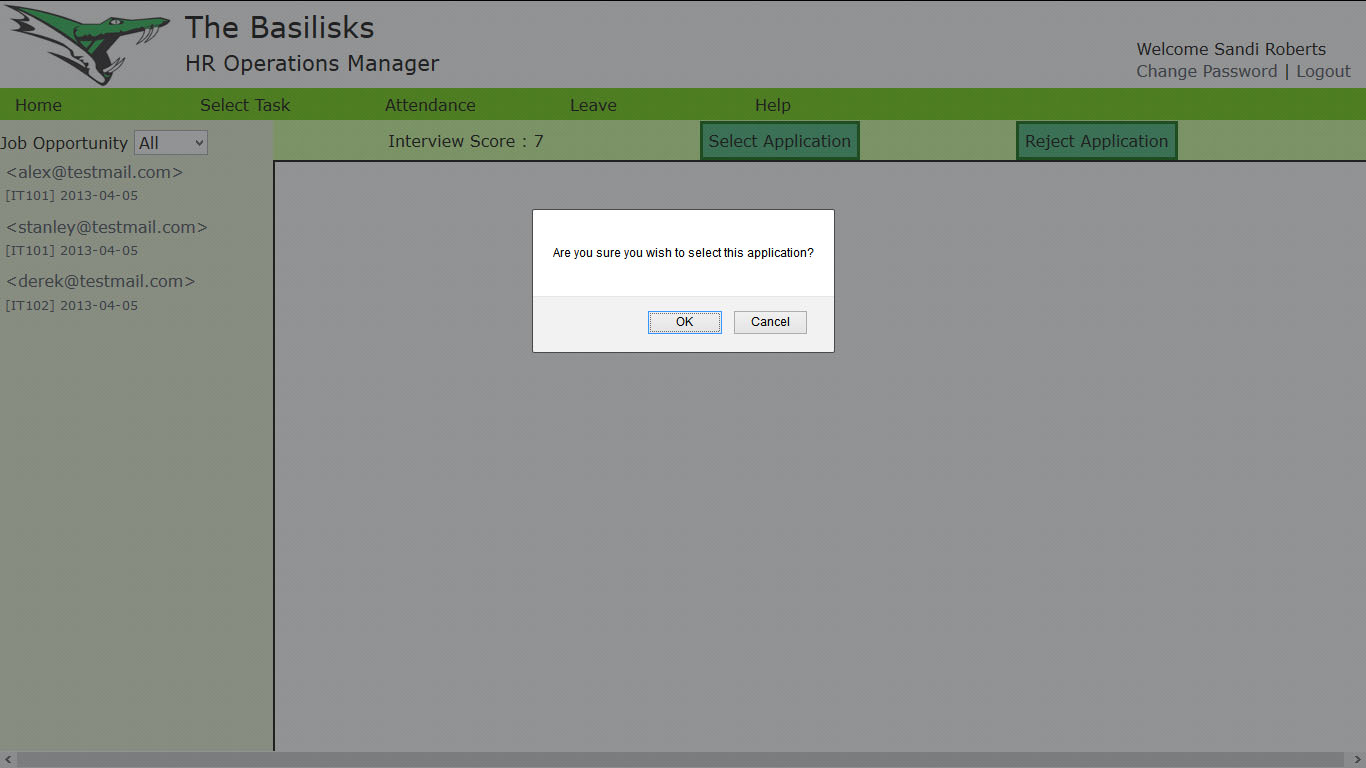 The Basilisks
HR Operations Manager
Welcome Sandi Roberts
Change Password | Logout
Home Select Task Attendance Leave Help
Job Opportunity All
Interview Score : 7 Select Application Reject Application
<alex@testmail.com>
[IT101] 2013-04-05
<stanley@testmail.com>
[IT101] 2013-04-05
<derek@testmail.com>
[IT102] 2013-04-05
Are you sure you wish to select this application?
OK Cancel